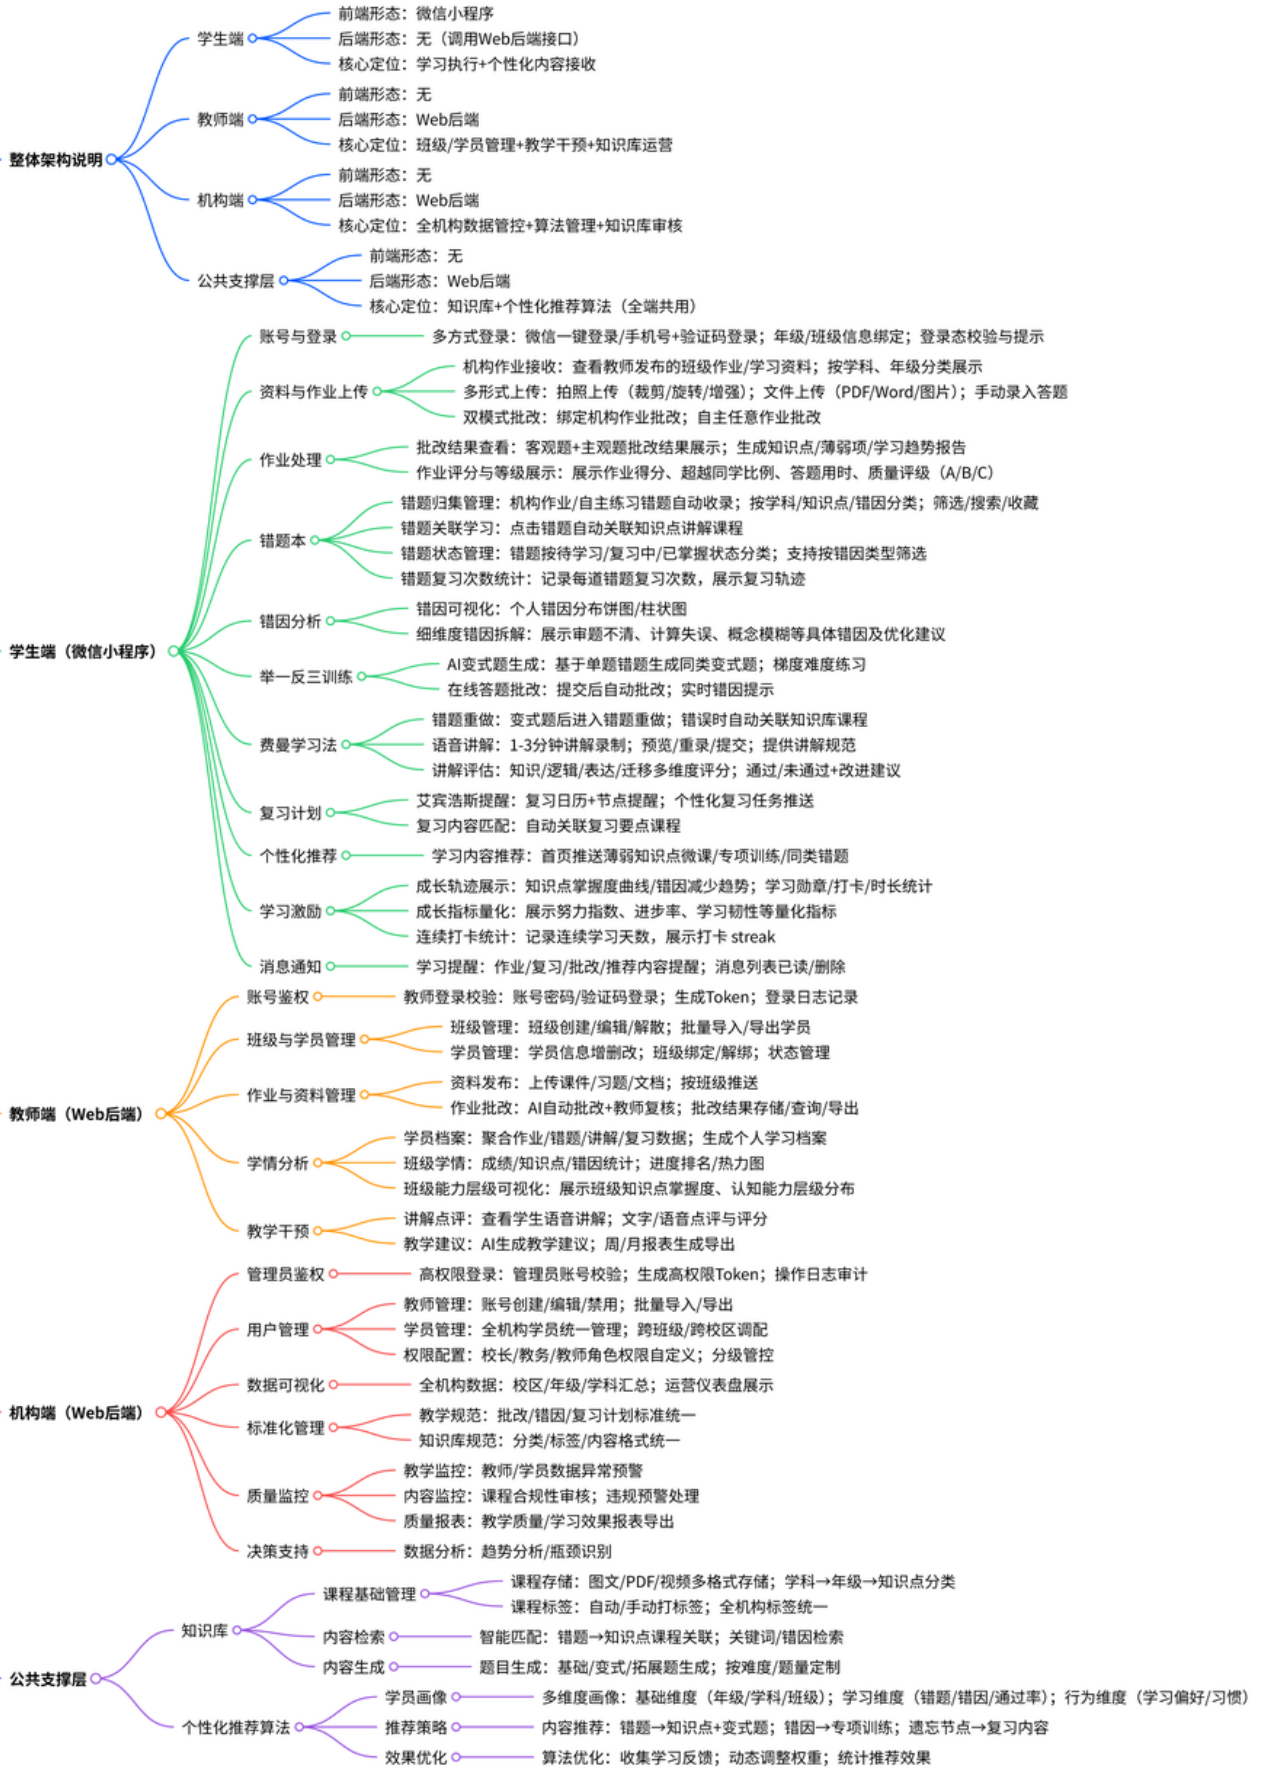 整体架构说明
学生端
前端形态：微信小程序
后端形态：无（调用Web后端接口）
核心定位：学习执行+个性化内容接收
教师端
前端形态：无
后端形态：Web后端
核心定位：班级/学员管理+教学干预+知识库运营
机构端
前端形态：无
后端形态：Web后端
核心定位：全机构数据管控+算法管理+知识库审核
公共支撑层
前端形态：无
后端形态：Web后端
核心定位：知识库+个性化推荐算法（全端共用）
学生端（微信小程序）
账号与登录
多方式登录：微信一键登录/手机号+验证码登录；年级/班级信息绑定；登录态校验与提示
资料与作业上传
机构作业接收：查看教师发布的班级作业/学习资料；按学科、年级分类展示
多形式上传：拍照上传（裁剪/旋转/增强）；文件上传（PDF/Word/图片）；手动录入答题
双模式批改：绑定机构作业批改；自主任意作业批改
作业处理
批改结果查看：客观题+主观题批改结果展示；生成知识点/薄弱项/学习趋势报告
作业评分与等级展示：展示作业得分、超越同学比例、答题用时、质量评级（A/B/C）
错题本
错题归集管理：机构作业/自主练习错题自动收录；按学科/知识点/错因分类；筛选/搜索/收藏
错题关联学习：点击错题自动关联知识点讲解课程
错题状态管理：错题按待学习/复习中/已掌握状态分类；支持按错因类型筛选
错题复习次数统计：记录每道错题复习次数，展示复习轨迹
错因分析
错因可视化：个人错因分布饼图/柱状图
细维度错因拆解：展示审题不清、计算失误、概念模糊等具体错因及优化建议
举一反三训练
AI变式题生成：基于单题错题生成同类变式题；梯度难度练习
在线答题批改：提交后自动批改；实时错因提示
费曼学习法
错题重做：变式题后进入错题重做；错误时自动关联知识库课程
语音讲解：1-3分钟讲解录制；预览/重录/提交；提供讲解规范
讲解评估：知识/逻辑/表达/迁移多维度评分；通过/未通过+改进建议
复习计划
艾宾浩斯提醒：复习日历+节点提醒；个性化复习任务推送
复习内容匹配：自动关联复习要点课程
个性化推荐
学习内容推荐：首页推送薄弱知识点微课/专项训练/同类错题
学习激励
成长轨迹展示：知识点掌握度曲线/错因减少趋势；学习勋章/打卡/时长统计
成长指标量化：展示努力指数、进步率、学习韧性等量化指标
连续打卡统计：记录连续学习天数，展示打卡 streak
消息通知
学习提醒：作业/复习/批改/推荐内容提醒；消息列表已读/删除
教师端（Web后端）
账号鉴权
教师登录校验：账号密码/验证码登录；生成Token；登录日志记录
班级与学员管理
班级管理：班级创建/编辑/解散；批量导入/导出学员
学员管理：学员信息增删改；班级绑定/解绑；状态管理
作业与资料管理
资料发布：上传课件/习题/文档；按班级推送
作业批改：AI自动批改+教师复核；批改结果存储/查询/导出
学情分析
学员档案：聚合作业/错题/讲解/复习数据；生成个人学习档案
班级学情：成绩/知识点/错因统计；进度排名/热力图
班级能力层级可视化：展示班级知识点掌握度、认知能力层级分布
教学干预
讲解点评：查看学生语音讲解；文字/语音点评与评分
教学建议：AI生成教学建议；周/月报表生成导出
机构端（Web后端）
管理员鉴权
高权限登录：管理员账号校验；生成高权限Token；操作日志审计
用户管理
教师管理：账号创建/编辑/禁用；批量导入/导出
学员管理：全机构学员统一管理；跨班级/跨校区调配
权限配置：校长/教务/教师角色权限自定义；分级管控
数据可视化
全机构数据：校区/年级/学科汇总；运营仪表盘展示
标准化管理
教学规范：批改/错因/复习计划标准统一
知识库规范：分类/标签/内容格式统一
质量监控
教学监控：教师/学员数据异常预警
内容监控：课程合规性审核；违规预警处理
质量报表：教学质量/学习效果报表导出
决策支持
数据分析：趋势分析/瓶颈识别
公共支撑层
知识库
课程基础管理
课程存储：图文/PDF/视频多格式存储；学科→年级→知识点分类
课程标签：自动/手动打标签；全机构标签统一
内容检索
智能匹配：错题→知识点课程关联；关键词/错因检索
内容生成
题目生成：基础/变式/拓展题生成；按难度/题量定制
个性化推荐算法
学员画像
多维度画像：基础维度（年级/学科/班级）；学习维度（错题/错因/通过率）；行为维度（学习偏好/习惯）
推荐策略
内容推荐：错题→知识点+变式题；错因→专项训练；遗忘节点→复习内容
效果优化
算法优化：收集学习反馈；动态调整权重；统计推荐效果